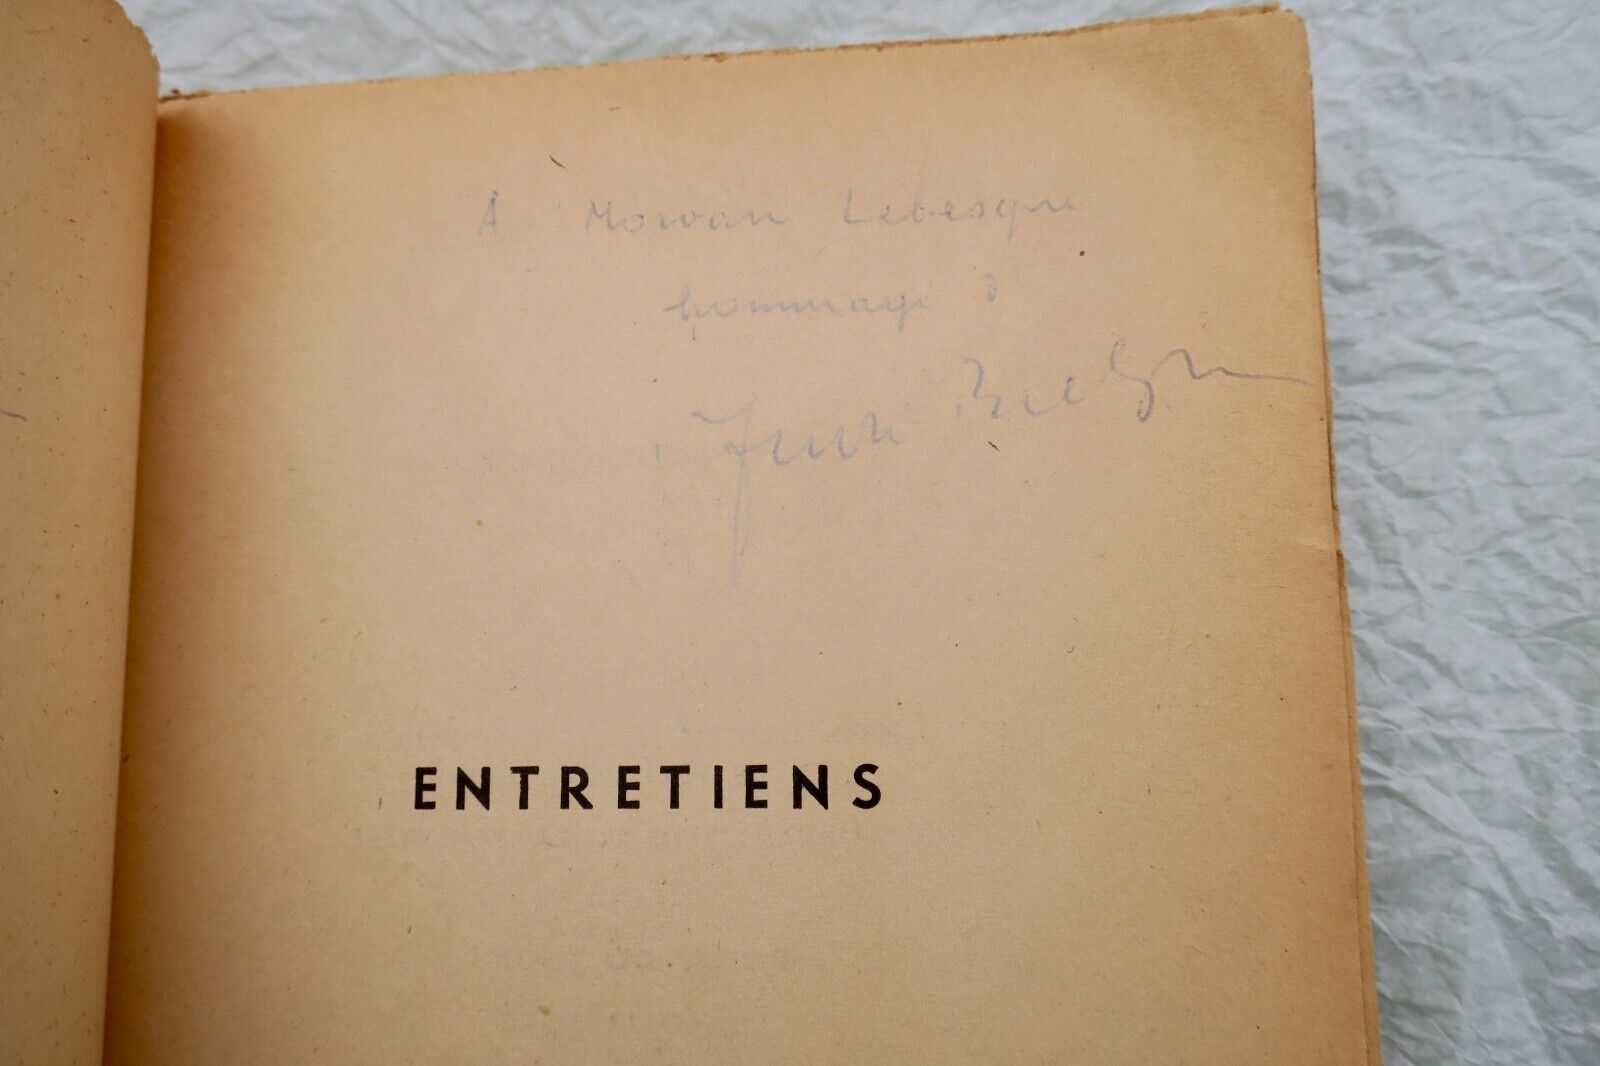 A Morvan Lebesque
hommage d'
ENTRETIENS